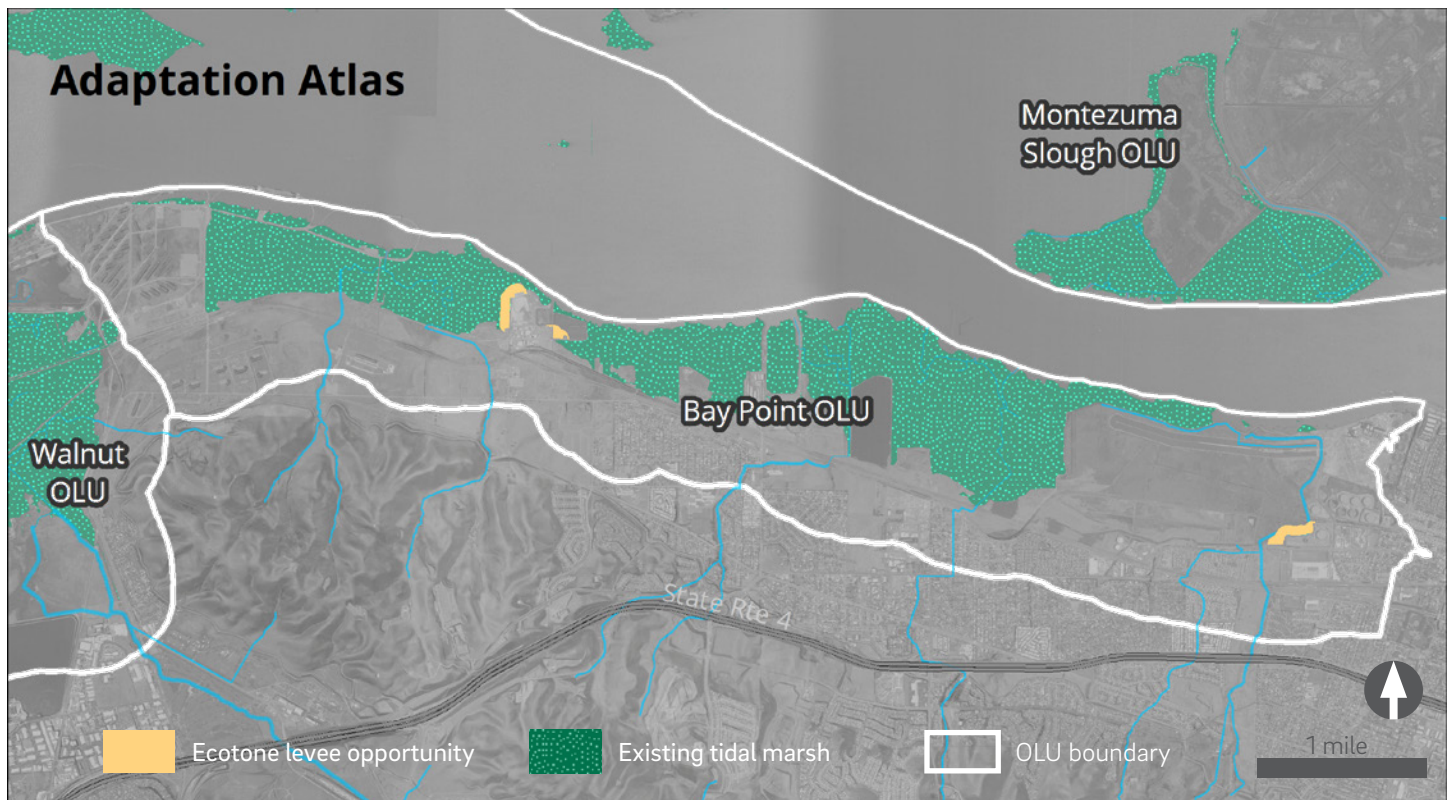 Adaptation Atlas
Montezuma
Slough OLU
Bay Point OLU
Walnut
OLU
State Rte 4
Ecotone levee opportunity
Existing tidal marsh
OLU boundary
1 mile